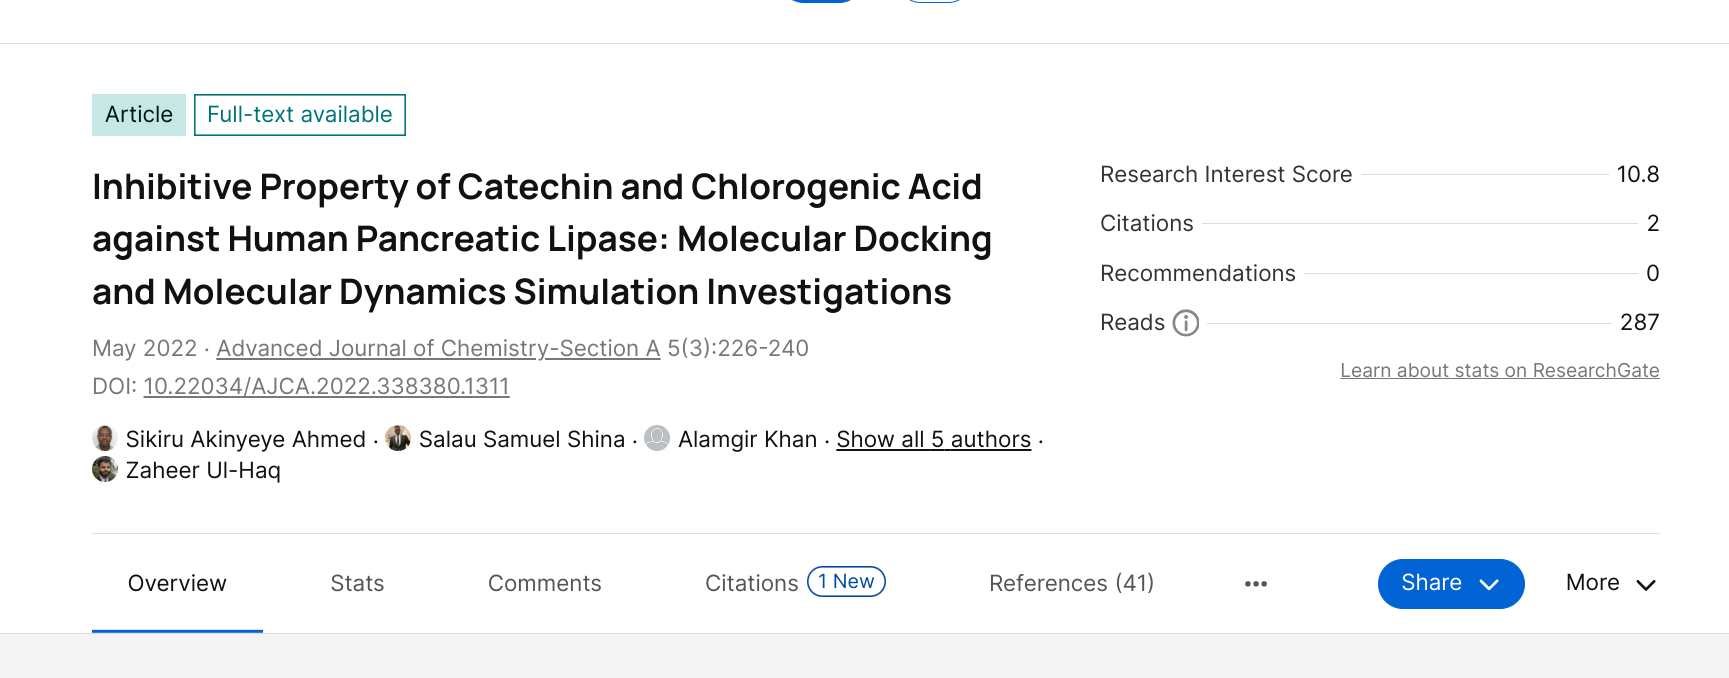 Article Full-text available
Inhibitive Property of Catechin and Chlorogenic Acid
against Human Pancreatic Lipase: Molecular Docking
and Molecular Dynamics Simulation Investigations
May 2022 · Advanced Journal of Chemistry-Section A 5(3):226-240
DOI: 10.22034/AJCA.2022.338380.1311
Sikiru Akinyeye Ahmed · Salau Samuel Shina · Alamgir Khan · Show all 5 authors ·
Zaheer Ul-Haq
Research Interest Score 10.8
Citations 2
Recommendations 0
Reads 287
Learn about stats on ResearchGate
Overview Stats Comments Citations 1 New References (41) ••• Share More